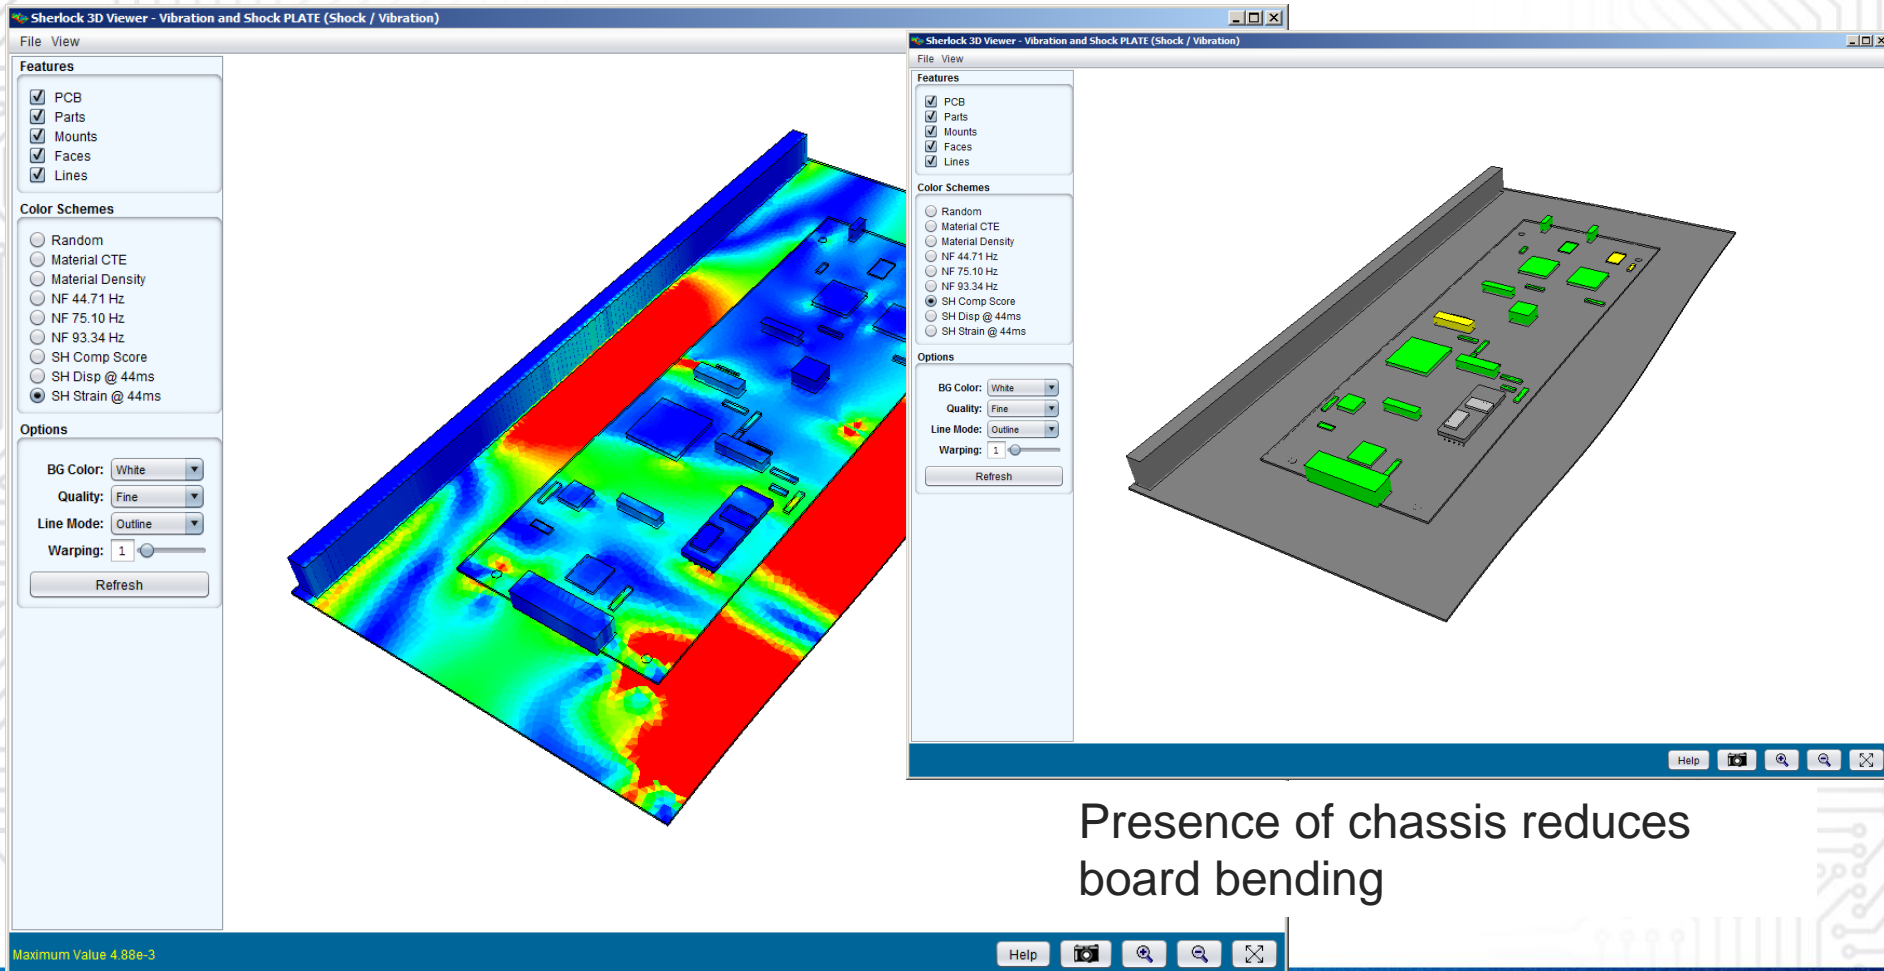 Sherlock 3D Viewer - Vibration and Shock PLATE (Shock / Vibration)
File View
Features
PCB
Parts
Mounts
Faces
Lines
Color Schemes
Random
Material CTE
Material Density
NF 44.71 Hz
NF 75.10 Hz
NF 93.34 Hz
SH Comp Score
SH Disp @ 44ms
SH Strain @ 44ms
Options
BG Color: White
Quality: Fine
Line Mode: Outline
Warping: 1
Refresh
Maximum Value 4.88e-3
Help
Sherlock 3D Viewer - Vibration and Shock PLATE (Shock / Vibration)
File View
Features
PCB
Parts
Mounts
Faces
Lines
Color Schemes
Random
Material CTE
Material Density
NF 44.71 Hz
NF 75.10 Hz
NF 93.34 Hz
SH Comp Score
SH Disp @ 44ms
SH Strain @ 44ms
Options
BG Color: White
Quality: Fine
Line Mode: Outline
Warping: 1
Refresh
Help
Presence of chassis reduces
board bending